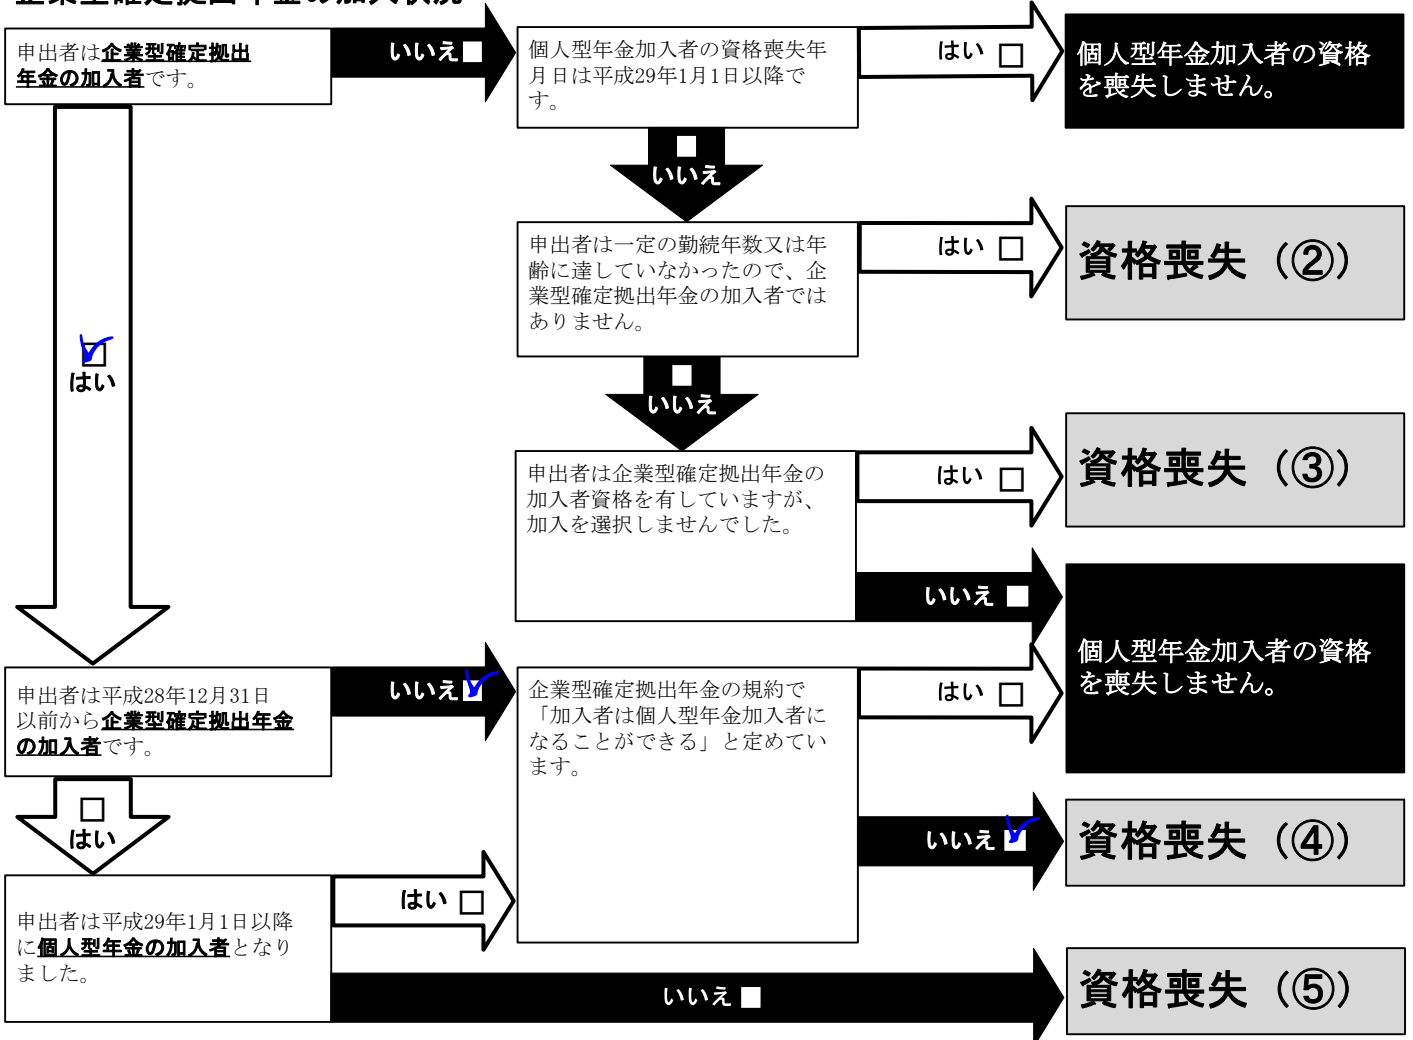 企業型確定拠出年金の加入状況
申出者は企業型確定拠出
年金の加入者です。
いいえ
個人型年金加入者の資格喪失年
月日は平成29年1月1日以降で
す。
はい
個人型年金加入者の資格
を喪失しません。
いいえ
申出者は一定の勤続年数又は年
齢に達していなかったので、企
業型確定拠出年金の加入者では
ありません。
はい
資格喪失（②）
はい
いいえ
申出者は企業型確定拠出年金の
加入者資格を有していますが、
加入を選択しませんでした。
はい
資格喪失（③）
いいえ
個人型年金加入者の資格
を喪失しません。
申出者は平成28年12月31日
以前から企業型確定拠出年金
の加入者です。
いいえ
企業型確定拠出年金の規約で
「加入者は個人型年金加入者に
なることができる」と定めてい
ます。
はい
はい
いいえ
資格喪失（④）
申出者は平成29年1月1日以降
に個人型年金の加入者となり
ました。
はい
いいえ
資格喪失（⑤）